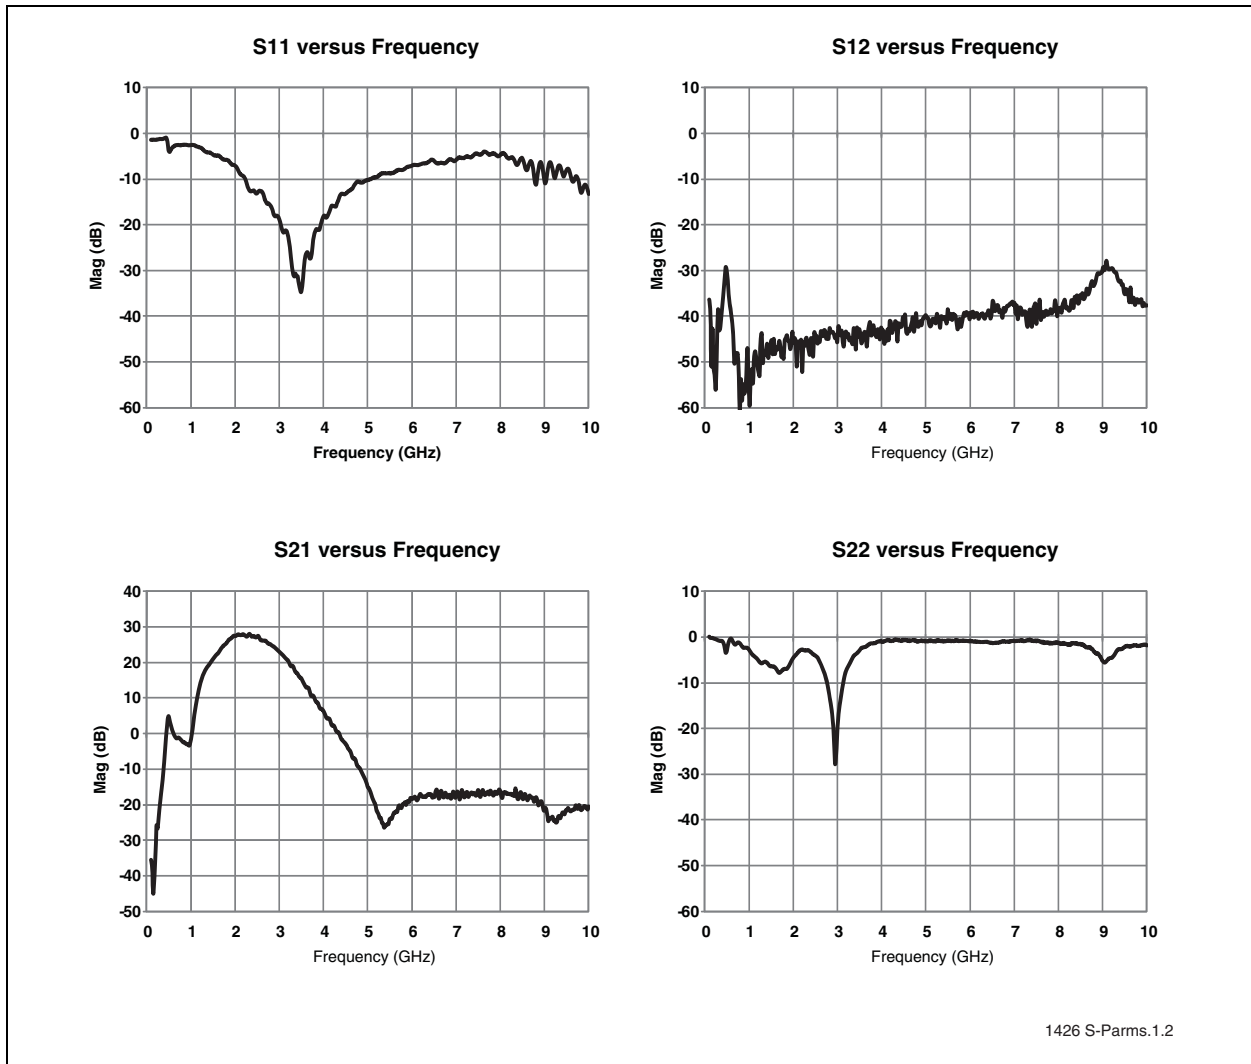 S11 versus Frequency
10
0
-10
-20
-30
-40
-50
-60
Mag (dB)
0 1 2 3 4 5 6 7 8 9 10
Frequency (GHz)
S12 versus Frequency
10
0
-10
-20
-30
-40
-50
-60
Mag (dB)
0 1 2 3 4 5 6 7 8 9 10
Frequency (GHz)
S21 versus Frequency
40
30
20
10
0
-10
-20
-30
-40
-50
Mag (dB)
0 1 2 3 4 5 6 7 8 9 10
Frequency (GHz)
S22 versus Frequency
10
0
-10
-20
-30
-40
-50
-60
Mag (dB)
0 1 2 3 4 5 6 7 8 9 10
Frequency (GHz)
1426 S-Parms.1.2